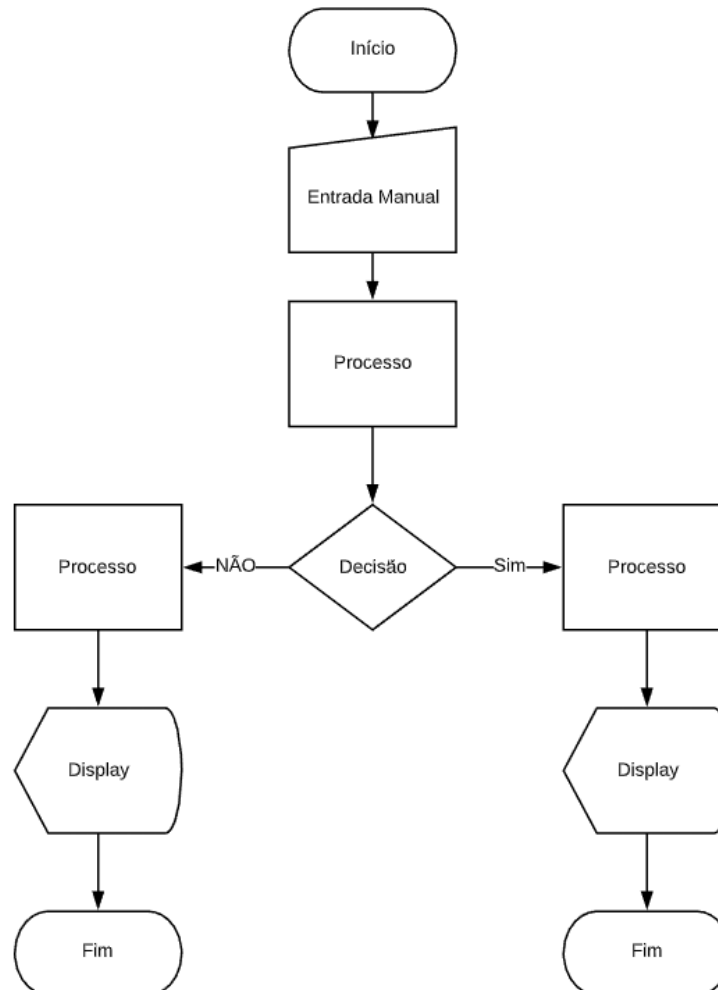 Início
Entrada Manual
Processo
Processo
NÃO
Decisão
Sim
Processo
Display
Display
Fim
Fim